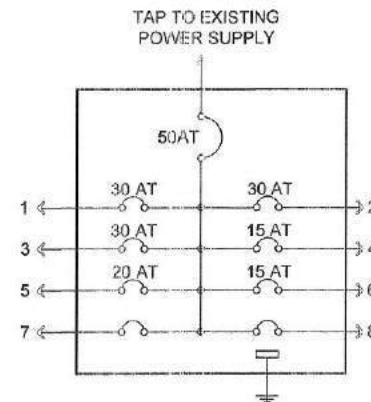 TAP TO EXISTING
POWER SUPPLY
50AT
1 30 AT 30 AT 2
3 30 AT 15 AT 4
5 20 AT 15 AT 6
7 8